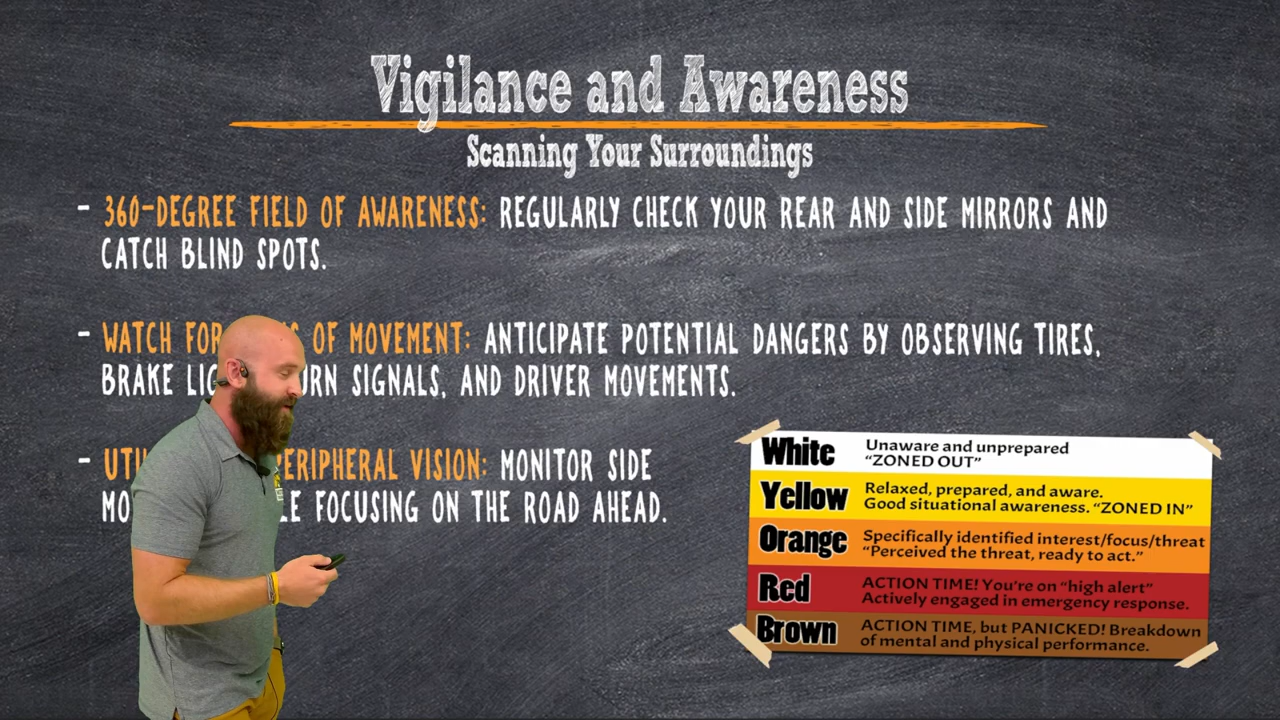 Vigilance and Awareness
Scanning Your Surroundings
- 360-DEGREE FIELD OF AWARENESS: REGULARLY CHECK YOUR REAR AND SIDE MIRRORS AND
CATCH BLIND SPOTS.
- WATCH FOR OF MOVEMENT: ANTICIPATE POTENTIAL DANGERS BY OBSERVING TIRES,
BRAKE SIGNALS, AND DRIVER MOVEMENTS.
- PERIPHERAL VISION: MONITOR SIDE
FOCUSING ON THE ROAD AHEAD.
White Unaware and unprepared
"ZONED OUT"
Yellow Relaxed, prepared, and aware.
Good situational awareness. "ZONED IN"
Orange Specifically identified interest/focus/threat
"Perceived the threat, ready to act."
Red ACTION TIME! You're on "high alert"
Actively engaged in emergency response.
Brown ACTION TIME, but PANICKED! Breakdown
of mental and physical performance.